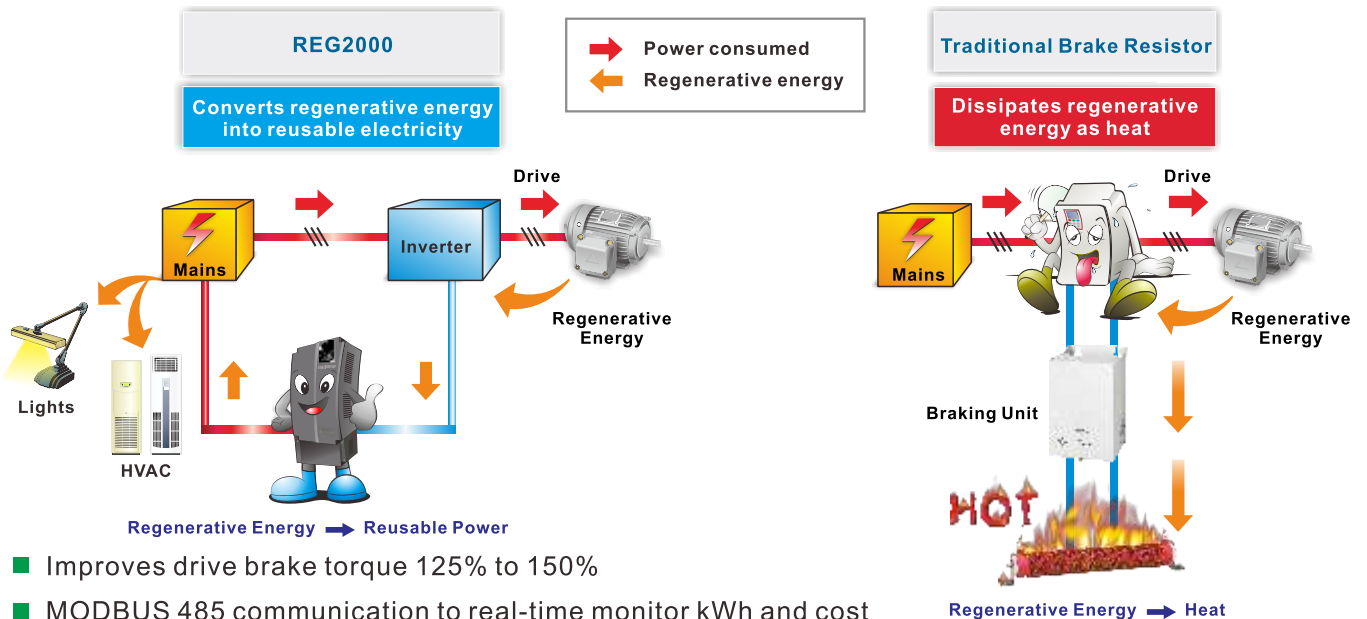 REG2000
Converts regenerative energy
into reusable electricity
Power consumed
Regenerative energy
Traditional Brake Resistor
Dissipates regenerative
energy as heat
Drive
Mains
Inverter
Regenerative
Energy
Lights
HVAC
Regenerative Energy Reusable Power
Drive
Mains
Regenerative
Energy
Braking Unit
HOT
Regenerative Energy Heat
Improves drive brake torque 125% to 150%
MODBUS 485 communication to real-time monitor kWh and cost